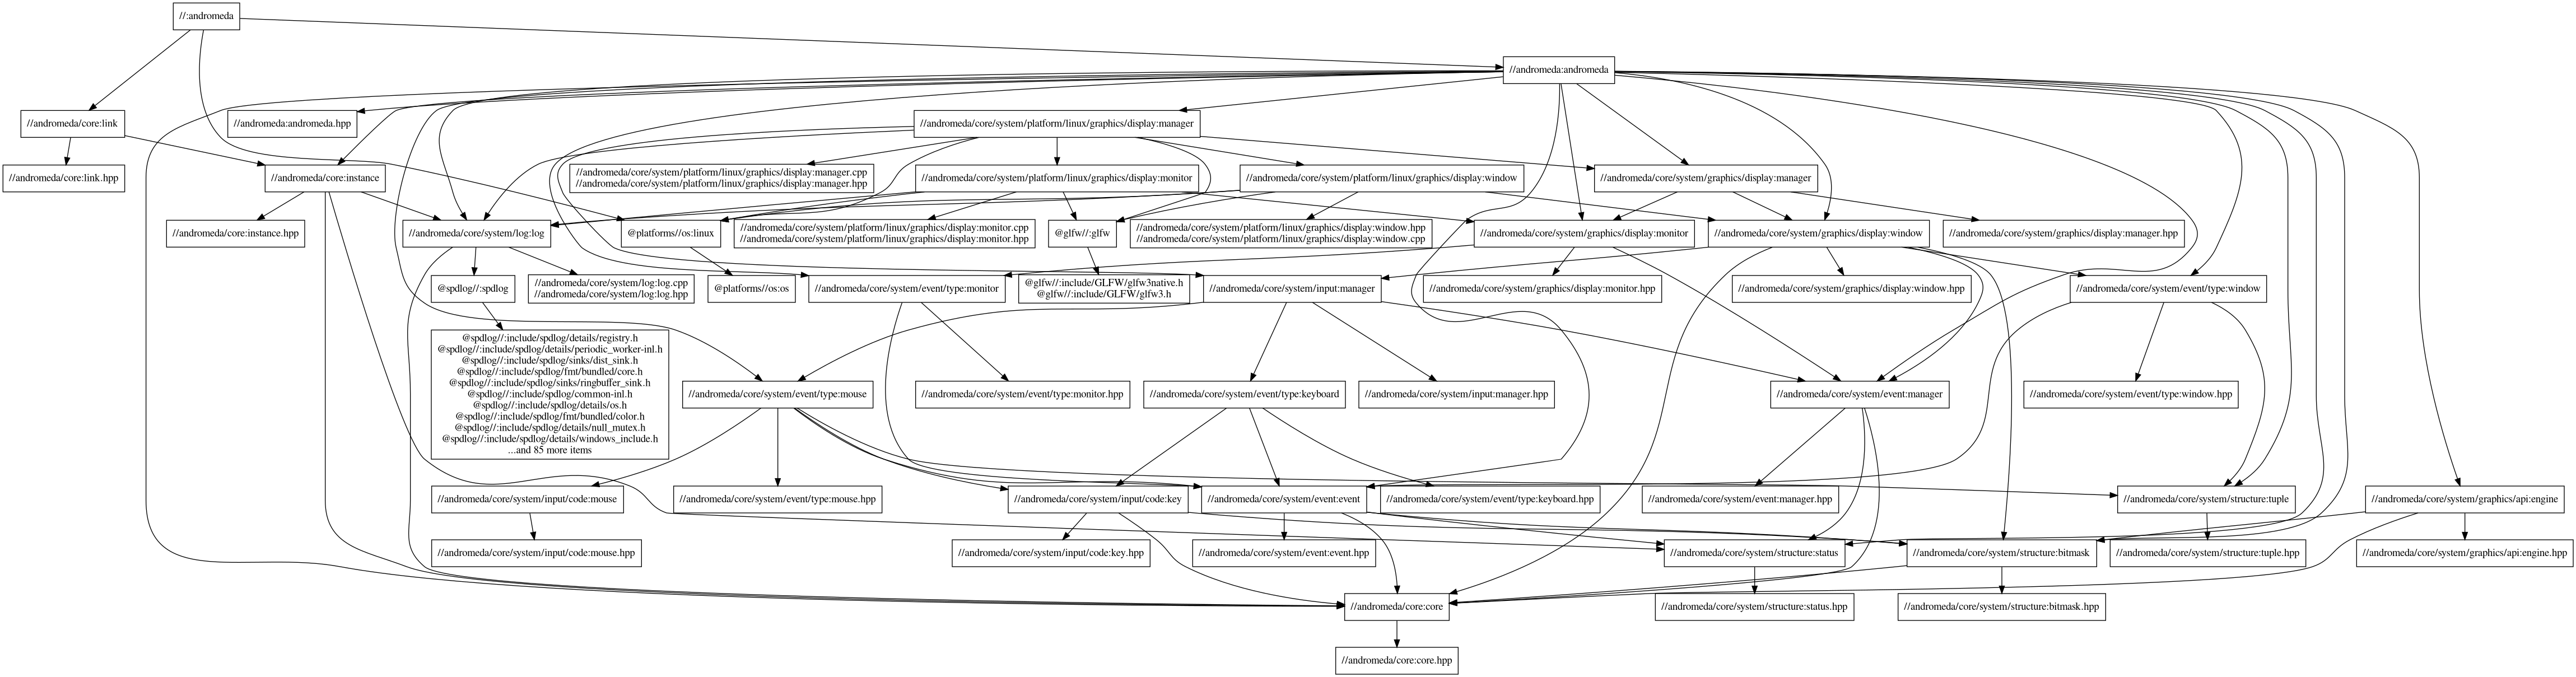 //:andromeda
//andromeda:andromeda
//andromeda/core:link
//andromeda:andromeda.hpp
//andromeda/core/system/platform/linux/graphics/display:manager
//andromeda/core:link.hpp
//andromeda/core:instance
//andromeda/core/system/platform/linux/graphics/display:manager.cpp
//andromeda/core/system/platform/linux/graphics/display:manager.hpp
//andromeda/core/system/platform/linux/graphics/display:monitor
//andromeda/core/system/platform/linux/graphics/display:window
//andromeda/core/system/graphics/display:manager
//andromeda/core:instance.hpp
//andromeda/core/system/log:log
@platforms//os:linux
//andromeda/core/system/platform/linux/graphics/display:monitor.cpp
//andromeda/core/system/platform/linux/graphics/display:monitor.hpp
@glfw//:glfw
//andromeda/core/system/platform/linux/graphics/display:window.hpp
//andromeda/core/system/platform/linux/graphics/display:window.cpp
//andromeda/core/system/graphics/display:monitor
//andromeda/core/system/graphics/display:window
//andromeda/core/system/graphics/display:manager.hpp
@spdlog//:spdlog
//andromeda/core/system/log:log.cpp
//andromeda/core/system/log:log.hpp
@platforms//os:os
//andromeda/core/system/event/type:monitor
@glfw//:include/GLFW/glfw3native.h
@glfw//:include/GLFW/glfw3.h
//andromeda/core/system/input:manager
//andromeda/core/system/graphics/display:monitor.hpp
//andromeda/core/system/graphics/display:window.hpp
//andromeda/core/system/event/type:window
@spdlog//:include/spdlog/details/registry.h
@spdlog//:include/spdlog/details/periodic_worker-inl.h
@spdlog//:include/spdlog/sinks/dist_sink.h
@spdlog//:include/spdlog/fmt/bundled/core.h
@spdlog//:include/spdlog/sinks/ringbuffer_sink.h
@spdlog//:include/spdlog/common-inl.h
@spdlog//:include/spdlog/details/os.h
@spdlog//:include/spdlog/fmt/bundled/color.h
@spdlog//:include/spdlog/details/null_mutex.h
@spdlog//:include/spdlog/details/windows_include.h
...and 85 more items
//andromeda/core/system/event/type:mouse
//andromeda/core/system/event/type:monitor.hpp
//andromeda/core/system/event/type:keyboard
//andromeda/core/system/input:manager.hpp
//andromeda/core/system/event:manager
//andromeda/core/system/event/type:window.hpp
//andromeda/core/system/input/code:mouse
//andromeda/core/system/event/type:mouse.hpp
//andromeda/core/system/input/code:key
//andromeda/core/system/event:event
//andromeda/core/system/event/type:keyboard.hpp
//andromeda/core/system/event:manager.hpp
//andromeda/core/system/structure:tuple
//andromeda/core/system/graphics/api:engine
//andromeda/core/system/input/code:mouse.hpp
//andromeda/core/system/input/code:key.hpp
//andromeda/core/system/event:event.hpp
//andromeda/core/system/structure:status
//andromeda/core/system/structure:bitmask
//andromeda/core/system/structure:tuple.hpp
//andromeda/core/system/graphics/api:engine.hpp
//andromeda/core:core
//andromeda/core/system/structure:status.hpp
//andromeda/core/system/structure:bitmask.hpp
//andromeda/core:core.hpp